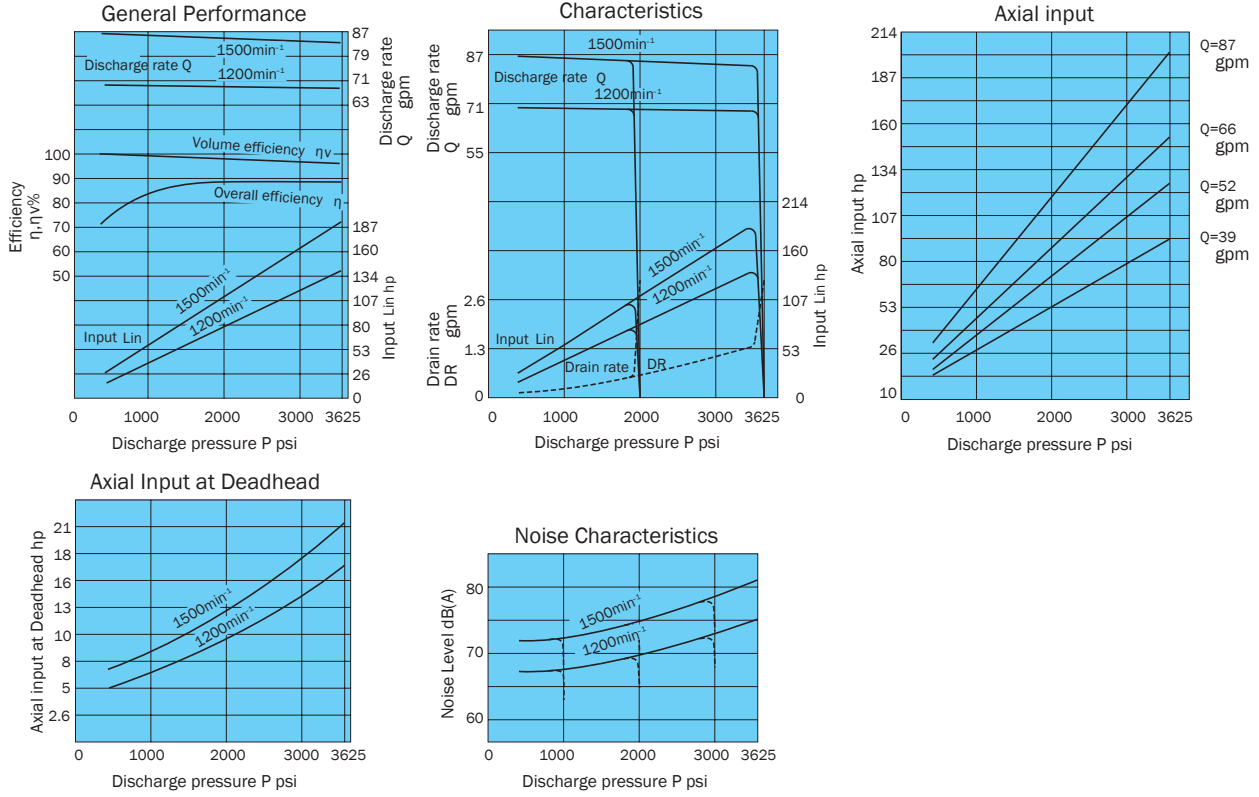 General Performance
87
79
71
63
Discharge rate
Q gpm
1500min-1
Discharge rate Q
1200min-1
Volume efficiency ηv
Overall efficiency η
Efficiency
η,ηv%
100
90
80
70
60
50
187
160
134
107
80
53
26
0
Input Lin hp
1500min-1
1200min-1
Input Lin
0
1000
2000
3000
3625
Discharge pressure P psi
Characteristics
Discharge rate
Q gpm
87
71
55
1500min-1
Discharge rate Q
1200min-1
214
160
107
53
0
Input Lin hp
Drain rate
DR gpm
2.6
1.3
0
1500min-1
1200min-1
Input Lin
Drain rate DR
0
1000
2000
3000
3625
Discharge pressure P psi
Axial input
Axial input hp
214
187
160
134
107
80
53
26
10
Q=87
gpm
Q=66
gpm
Q=52
gpm
Q=39
gpm
0
1000
2000
3000
3625
Discharge pressure P psi
Axial Input at Deadhead
Axial input at Deadhead hp
21
18
16
13
10
8
5
2.6
1500min-1
1200min-1
0
1000
2000
3000
3625
Discharge pressure P psi
Noise Characteristics
Noise Level dB(A)
80
70
60
1500min-1
1200min-1
0
1000
2000
3000
3625
Discharge pressure P psi